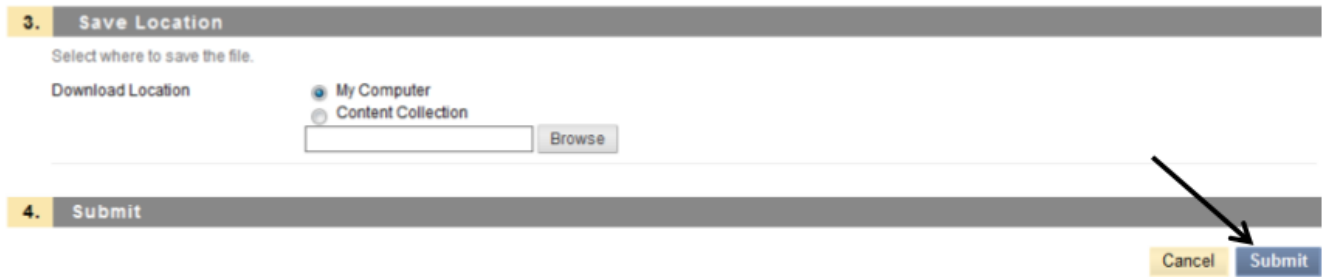 3. Save Location
Select where to save the file.
Download Location My Computer
Content Collection
Browse
4. Submit
Cancel Submit